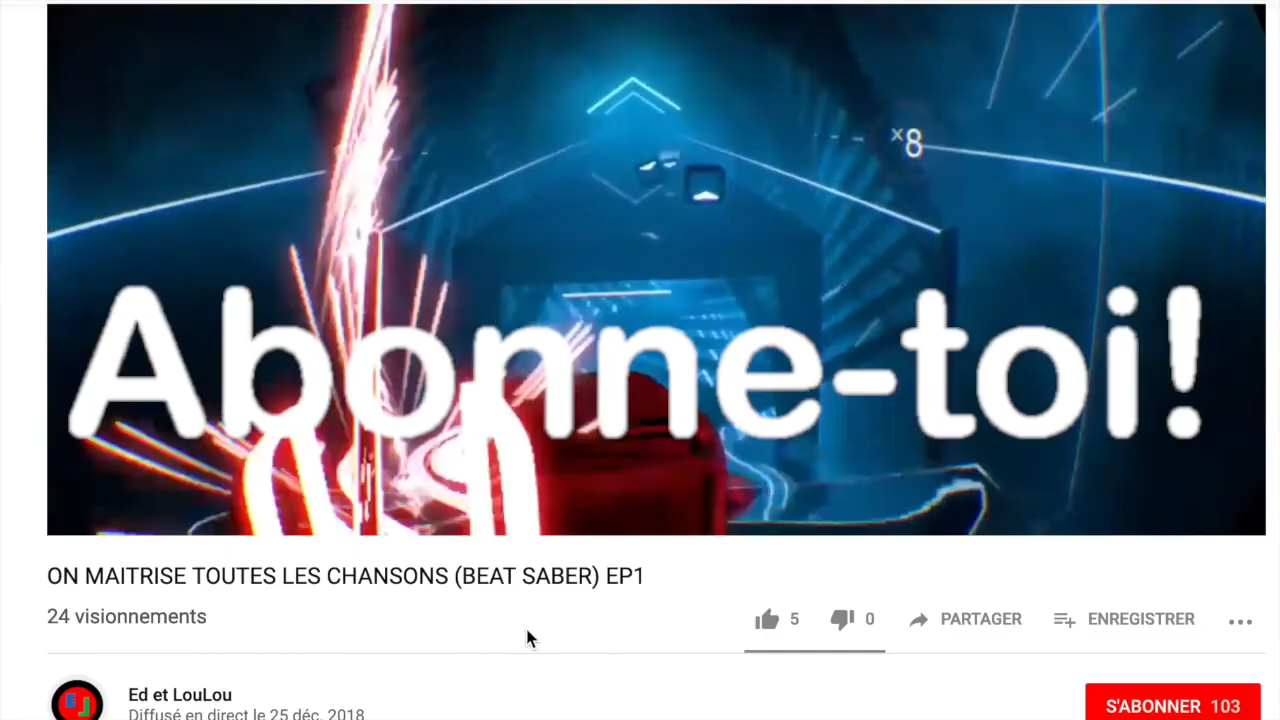 ×8
Abonne-toi!
ON MAITRISE TOUTES LES CHANSONS (BEAT SABER) EP1
24 visionnements
5 0 PARTAGER ENREGISTRER
Ed et LouLou
Diffusé en direct le 25 déc. 2018
S'ABONNER 103